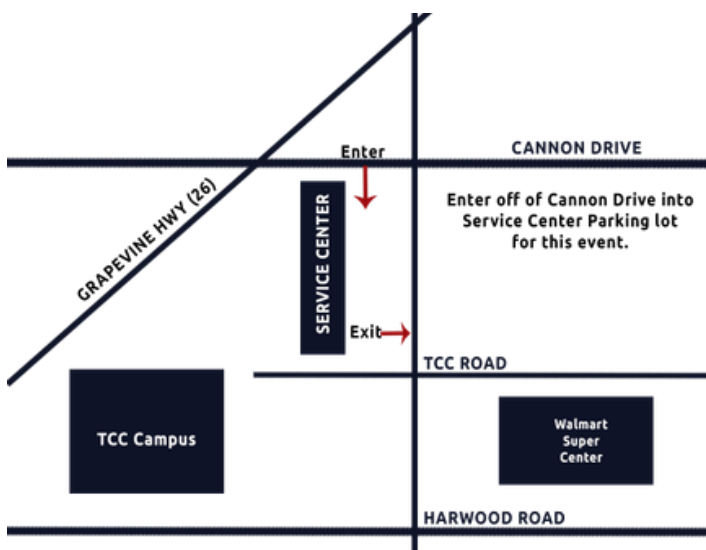 Enter
CANNON DRIVE
GRAPEVINE HWY (26)
SERVICE CENTER
Enter off of Cannon Drive into
Service Center Parking lot
for this event.
Exit
TCC ROAD
TCC Campus
Walmart
Super
Center
HARWOOD ROAD